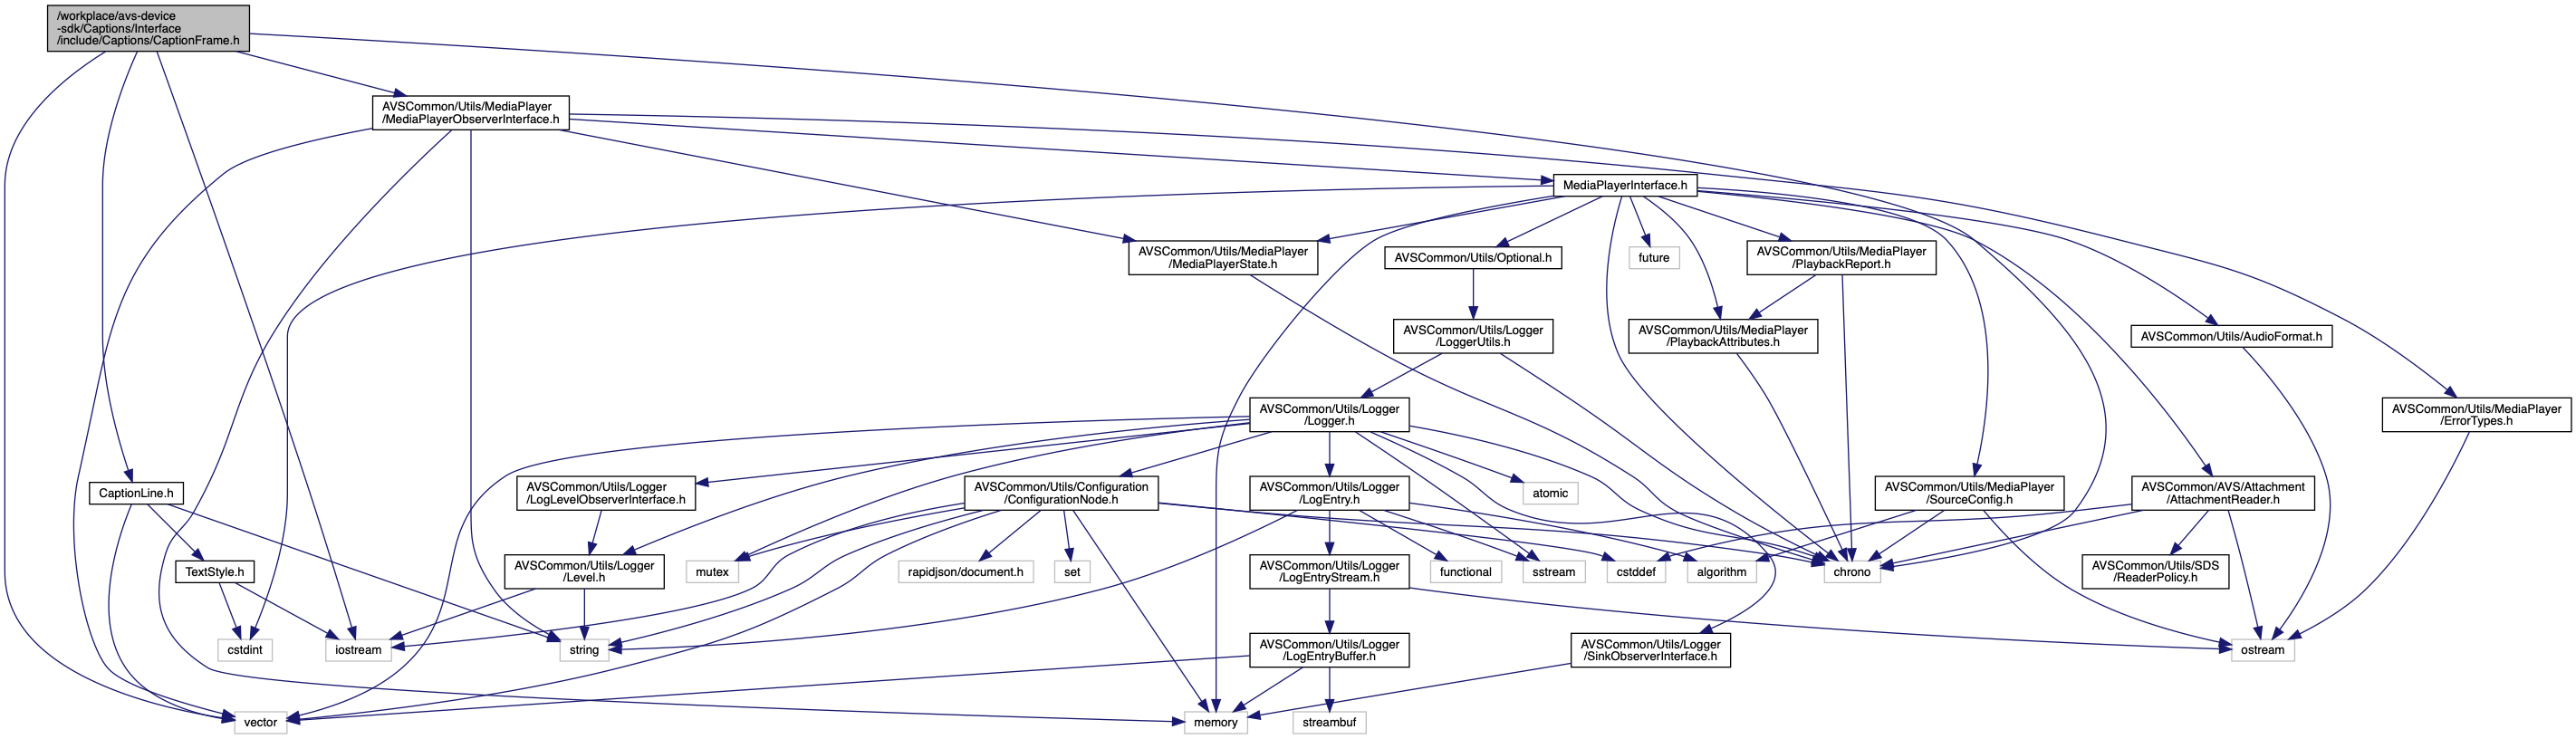 /workplace/avs-device
-sdk/Captions/Interface
/include/Captions/CaptionFrame.h
AVSCommon/Utils/MediaPlayer
/MediaPlayerObserverInterface.h
MediaPlayerInterface.h
AVSCommon/Utils/MediaPlayer
/MediaPlayerState.h
AVSCommon/Utils/Optional.h
future
AVSCommon/Utils/MediaPlayer
/PlaybackReport.h
AVSCommon/Utils/Logger
/LoggerUtils.h
AVSCommon/Utils/MediaPlayer
/PlaybackAttributes.h
AVSCommon/Utils/AudioFormat.h
AVSCommon/Utils/Logger
/Logger.h
AVSCommon/Utils/MediaPlayer
/ErrorTypes.h
CaptionLine.h
AVSCommon/Utils/Logger
/LogLevelObserverInterface.h
AVSCommon/Utils/Configuration
/ConfigurationNode.h
AVSCommon/Utils/Logger
/LogEntry.h
atomic
AVSCommon/Utils/MediaPlayer
/SourceConfig.h
AVSCommon/AVS/Attachment
/AttachmentReader.h
TextStyle.h
AVSCommon/Utils/Logger
/Level.h
mutex
rapidjson/document.h
set
AVSCommon/Utils/Logger
/LogEntryStream.h
functional
sstream
cstddef
algorithm
chrono
AVSCommon/Utils/SDS
/ReaderPolicy.h
cstdint
iostream
string
AVSCommon/Utils/Logger
/LogEntryBuffer.h
AVSCommon/Utils/Logger
/SinkObserverInterface.h
ostream
vector
memory
streambuf